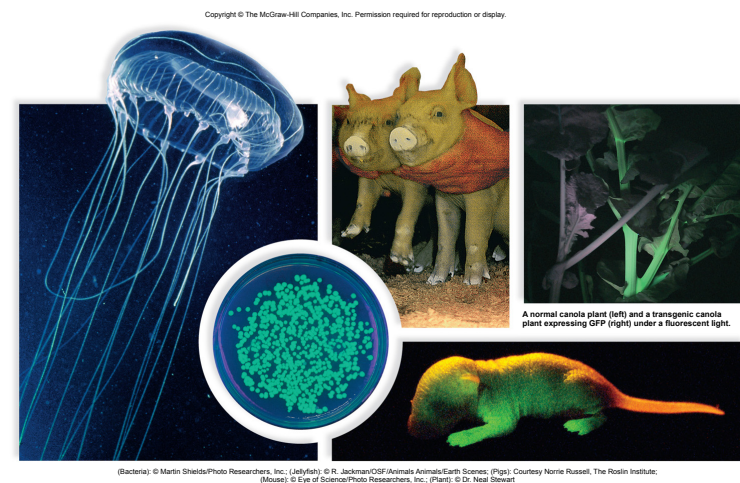 Copyright © The McGraw-Hill Companies, Inc. Permission required for reproduction or display.
A normal canola plant (left) and a transgenic canola
plant expressing GFP (right) under a fluorescent light.
(Bacteria): © Martin Shields/Photo Researchers, Inc.; (Jellyfish): © R. Jackman/OSF/Animals Animals/Earth Scenes; (Pigs): Courtesy Norrie Russell, The Roslin Institute;
(Mouse): © Eye of Science/Photo Researchers, Inc.; (Plant): © Dr. Neal Stewart